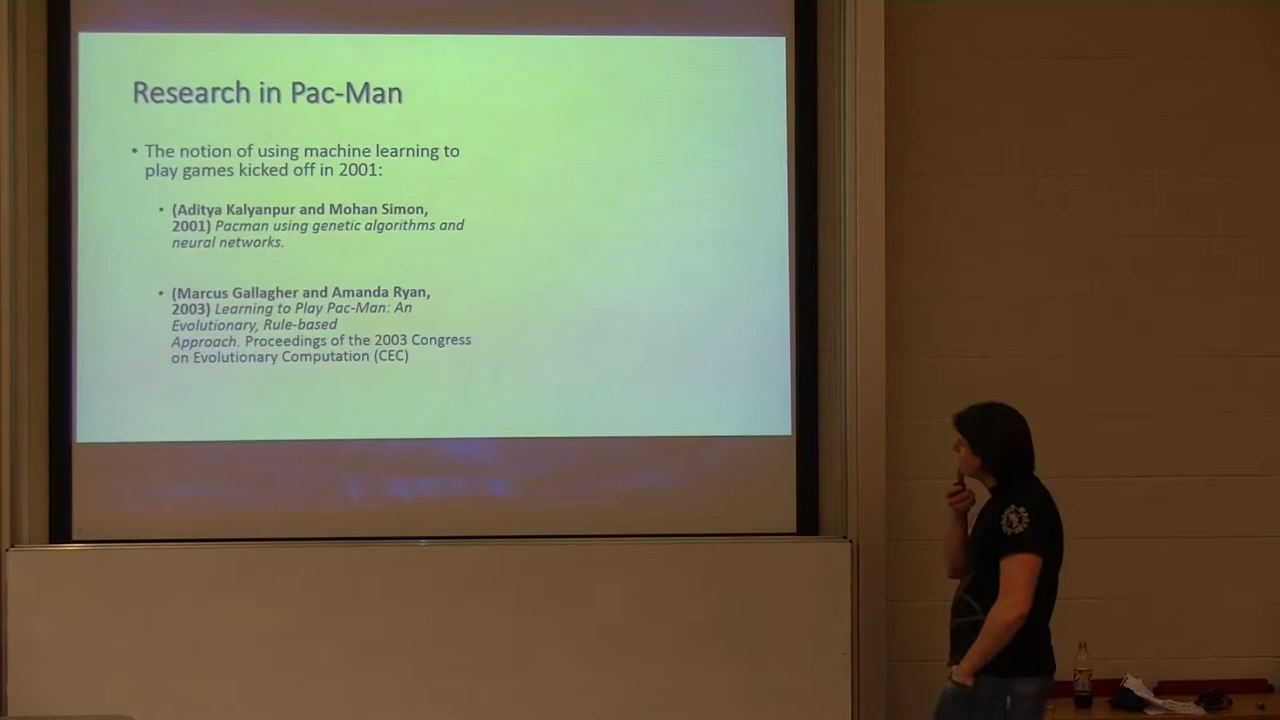 Research in Pac-Man
• The notion of using machine learning to
play games kicked off in 2001:
• (Aditya Kalyanpur and Mohan Simon,
2001) Pacman using genetic algorithms and
neural networks.
• (Marcus Gallagher and Amanda Ryan,
2003) Learning to Play Pac-Man: An
Evolutionary, Rule-based
Approach. Proceedings of the 2003 Congress
on Evolutionary Computation (CEC)